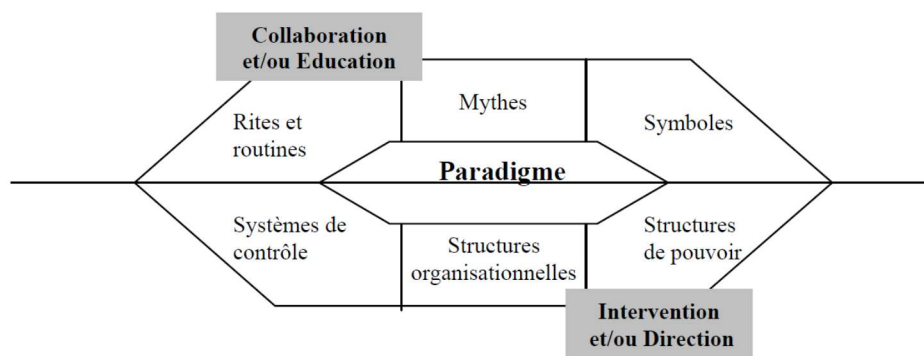 Collaboration
et/ou Education
Mythes
Rites et
routines
Symboles
Paradigme
Systèmes de
contrôle
Structures
organisationnelles
Structures
de pouvoir
Intervention
et/ou Direction